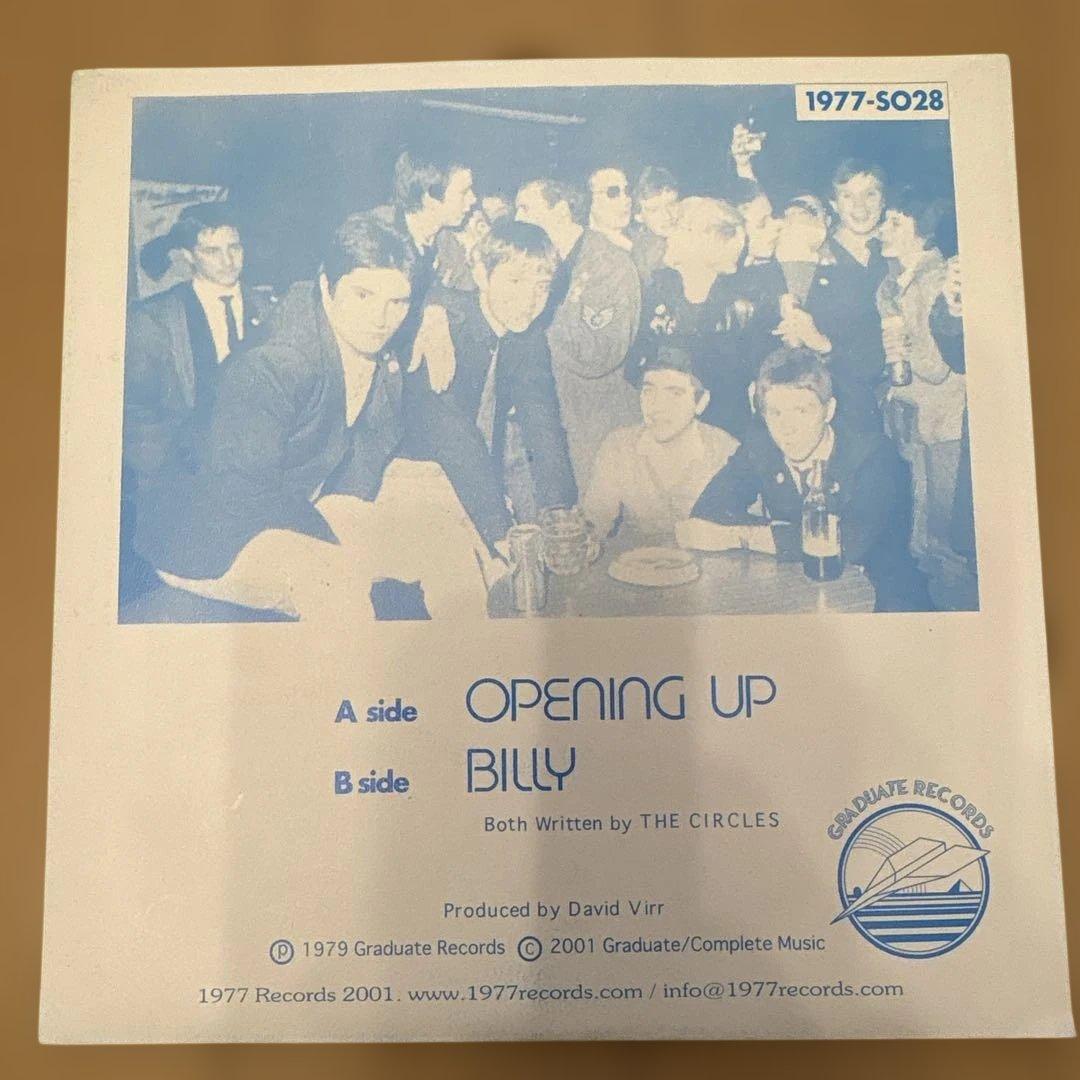 1977-SO28
A side OPENING UP
B side BILLY
Both Written by THE CIRCLES
GRADUATE RECORDS
Produced by David Virr
℗ 1979 Graduate Records © 2001 Graduate/Complete Music
1977 Records 2001. www.1977records.com / info@1977records.com